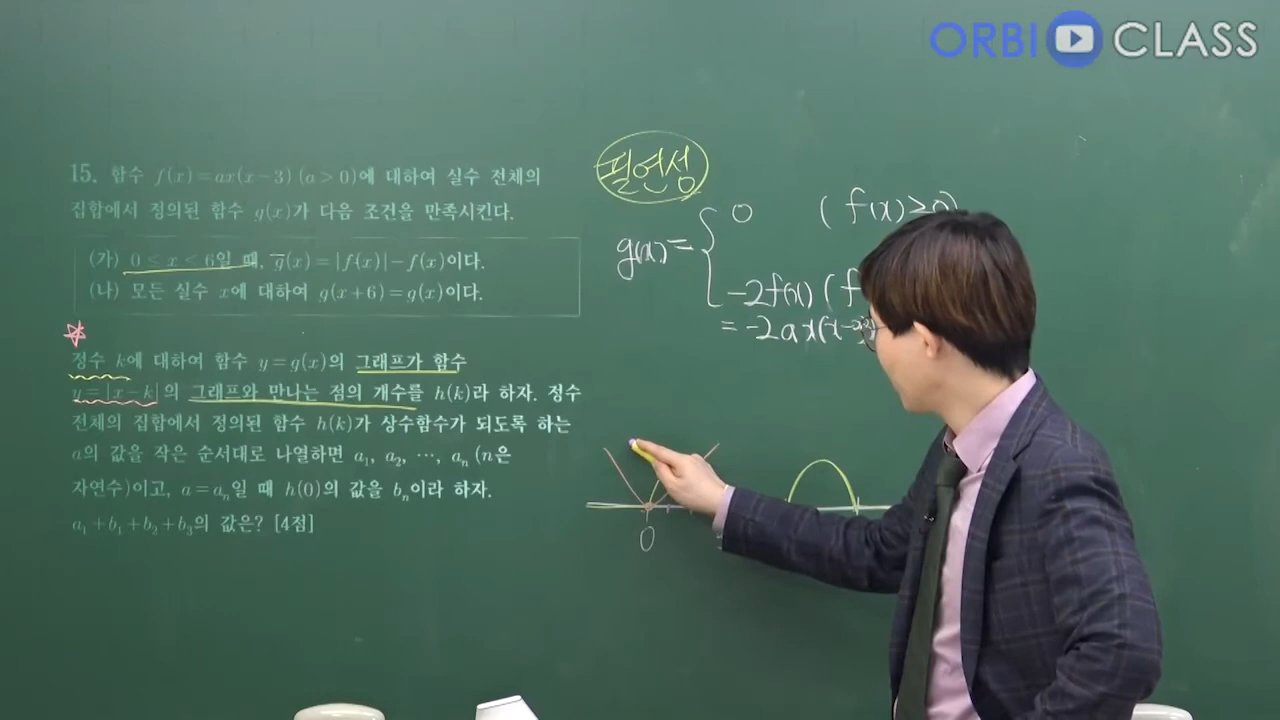 ORBI CLASS
15. 함수 f(x)=ax(x-3) (a>0)에 대하여 실수 전체의
집합에서 정의된 함수 g(x)가 다음 조건을 만족시킨다.
(가) 0≤x<6일 때, g(x)=|f(x)|-f(x)이다.
(나) 모든 실수 x에 대하여 g(x+6)=g(x)이다.
정수 k에 대하여 함수 y=g(x)의 그래프가 함수
y=|x-k|의 그래프와 만나는 점의 개수를 h(k)라 하자. 정수
전체의 집합에서 정의된 함수 h(k)가 상수함수가 되도록 하는
a의 값을 작은 순서대로 나열하면 a₁, a₂, ⋯, aₙ (n은
자연수)이고, a=aₙ일 때 h(0)의 값을 bₙ이라 하자.
a₁+b₁+b₂+b₃의 값은? [4점]
필연성
g(x)= { 0 (f(x)≥0)
-2f(x) (f
= -2ax(x-
0